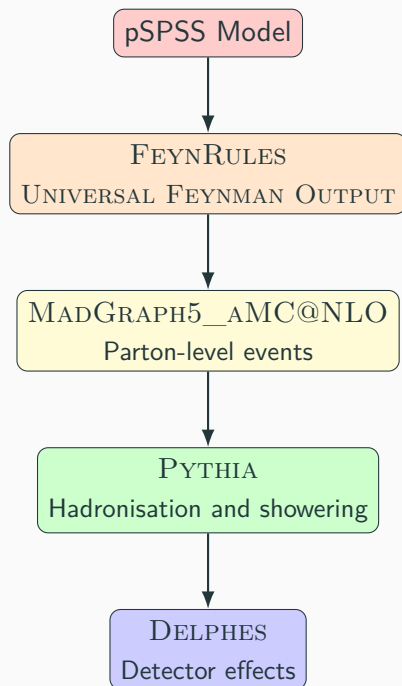 pSPSS Model
FeynRules
Universal Feynman Output
MadGraph5_aMC@NLO
Parton-level events
Pythia
Hadronisation and showering
Delphes
Detector effects